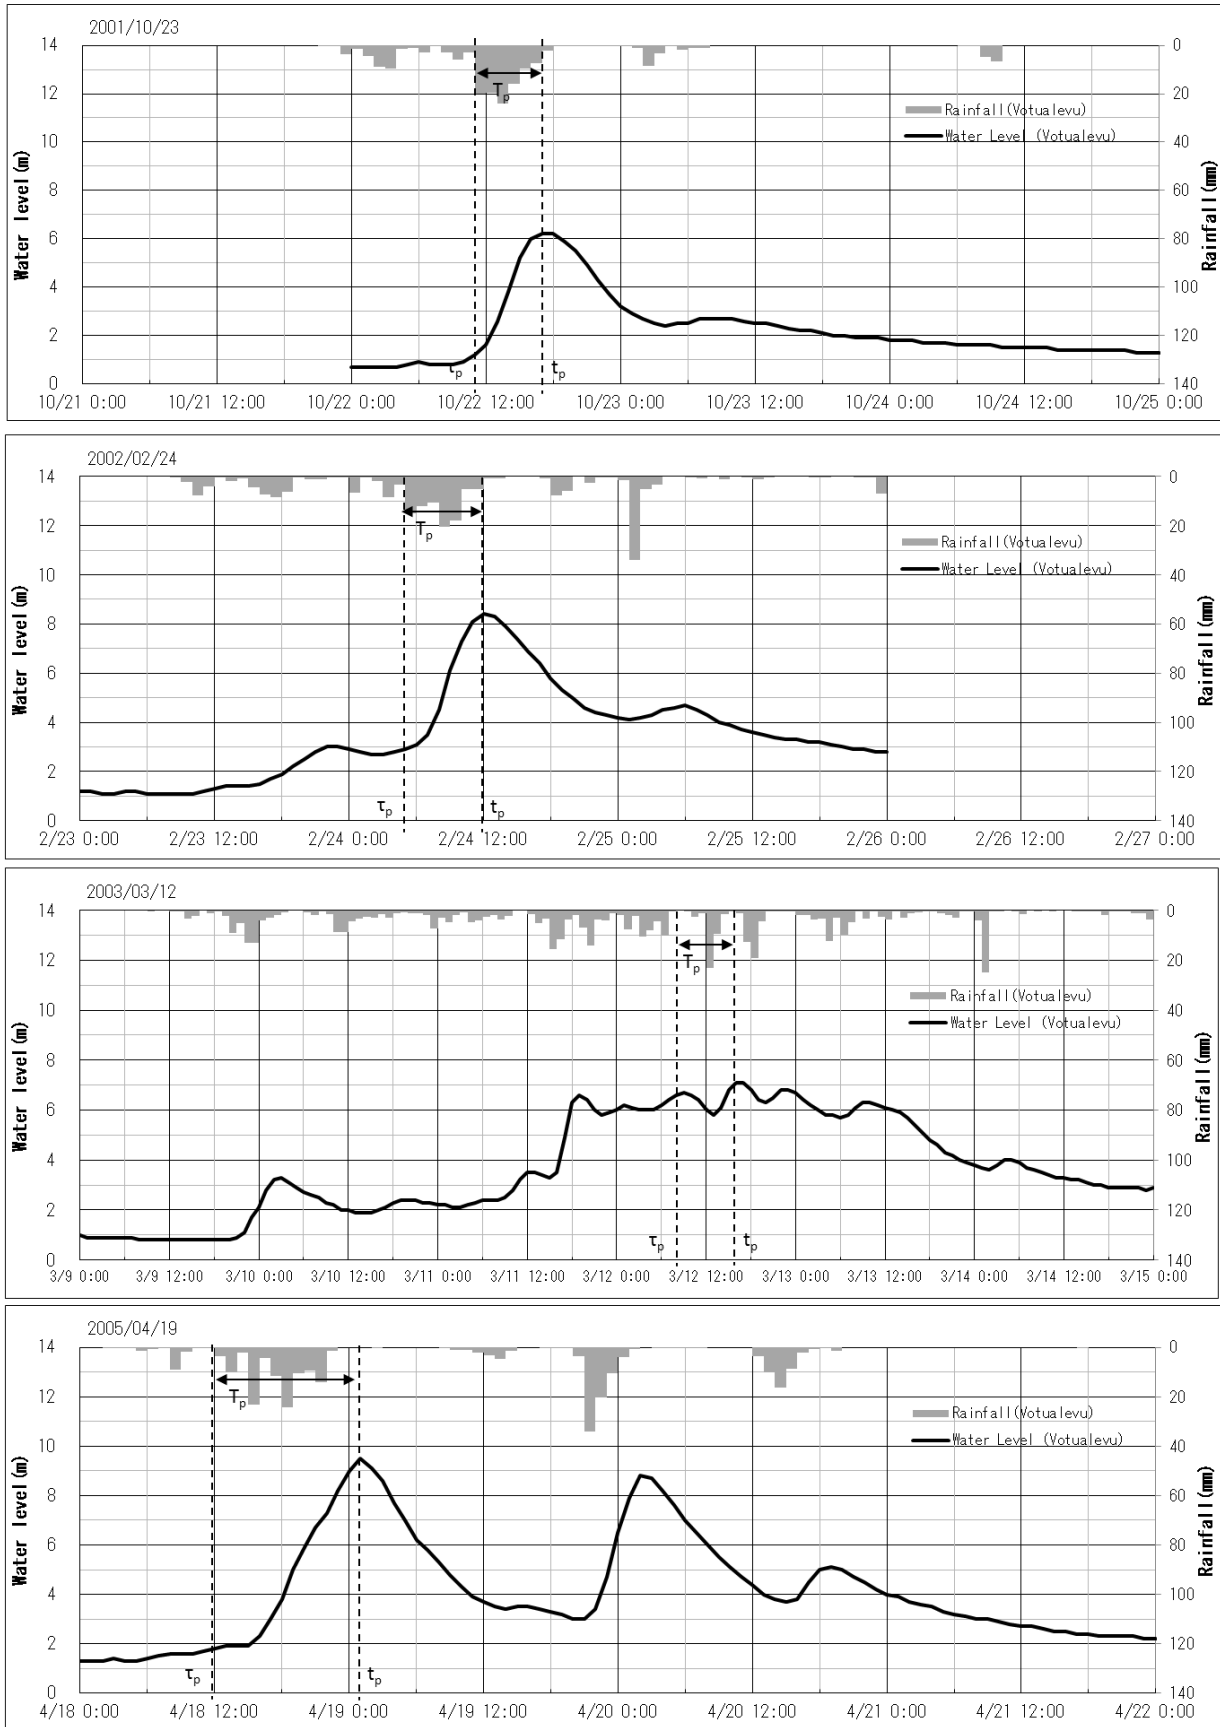 2001/10/23
14 0
12 20
10 40
8 60
6 80
4 100
2 120
0 140
Water level(m)
Rainfall(mm)
Tp
Rainfall(Votualevu)
Water Level (Votualevu)
τp tp
10/21 0:00 10/21 12:00 10/22 0:00 10/22 12:00 10/23 0:00 10/23 12:00 10/24 0:00 10/24 12:00 10/25 0:00
2002/02/24
14 0
12 20
10 40
8 60
6 80
4 100
2 120
0 140
Water level(m)
Rainfall(mm)
Tp
Rainfall(Votualevu)
Water Level (Votualevu)
τp tp
2/23 0:00 2/23 12:00 2/24 0:00 2/24 12:00 2/25 0:00 2/25 12:00 2/26 0:00 2/26 12:00 2/27 0:00
2003/03/12
14 0
12 20
10 40
8 60
6 80
4 100
2 120
0 140
Water level(m)
Rainfall(mm)
Tp
Rainfall(Votualevu)
Water Level (Votualevu)
τp tp
3/9 0:00 3/9 12:00 3/10 0:00 3/10 12:00 3/11 0:00 3/11 12:00 3/12 0:00 3/12 12:00 3/13 0:00 3/13 12:00 3/14 0:00 3/14 12:00 3/15 0:00
2005/04/19
14 0
12 20
10 40
8 60
6 80
4 100
2 120
0 140
Water level(m)
Rainfall(mm)
Tp
Rainfall(Votualevu)
Water Level (Votualevu)
τp tp
4/18 0:00 4/18 12:00 4/19 0:00 4/19 12:00 4/20 0:00 4/20 12:00 4/21 0:00 4/21 12:00 4/22 0:00